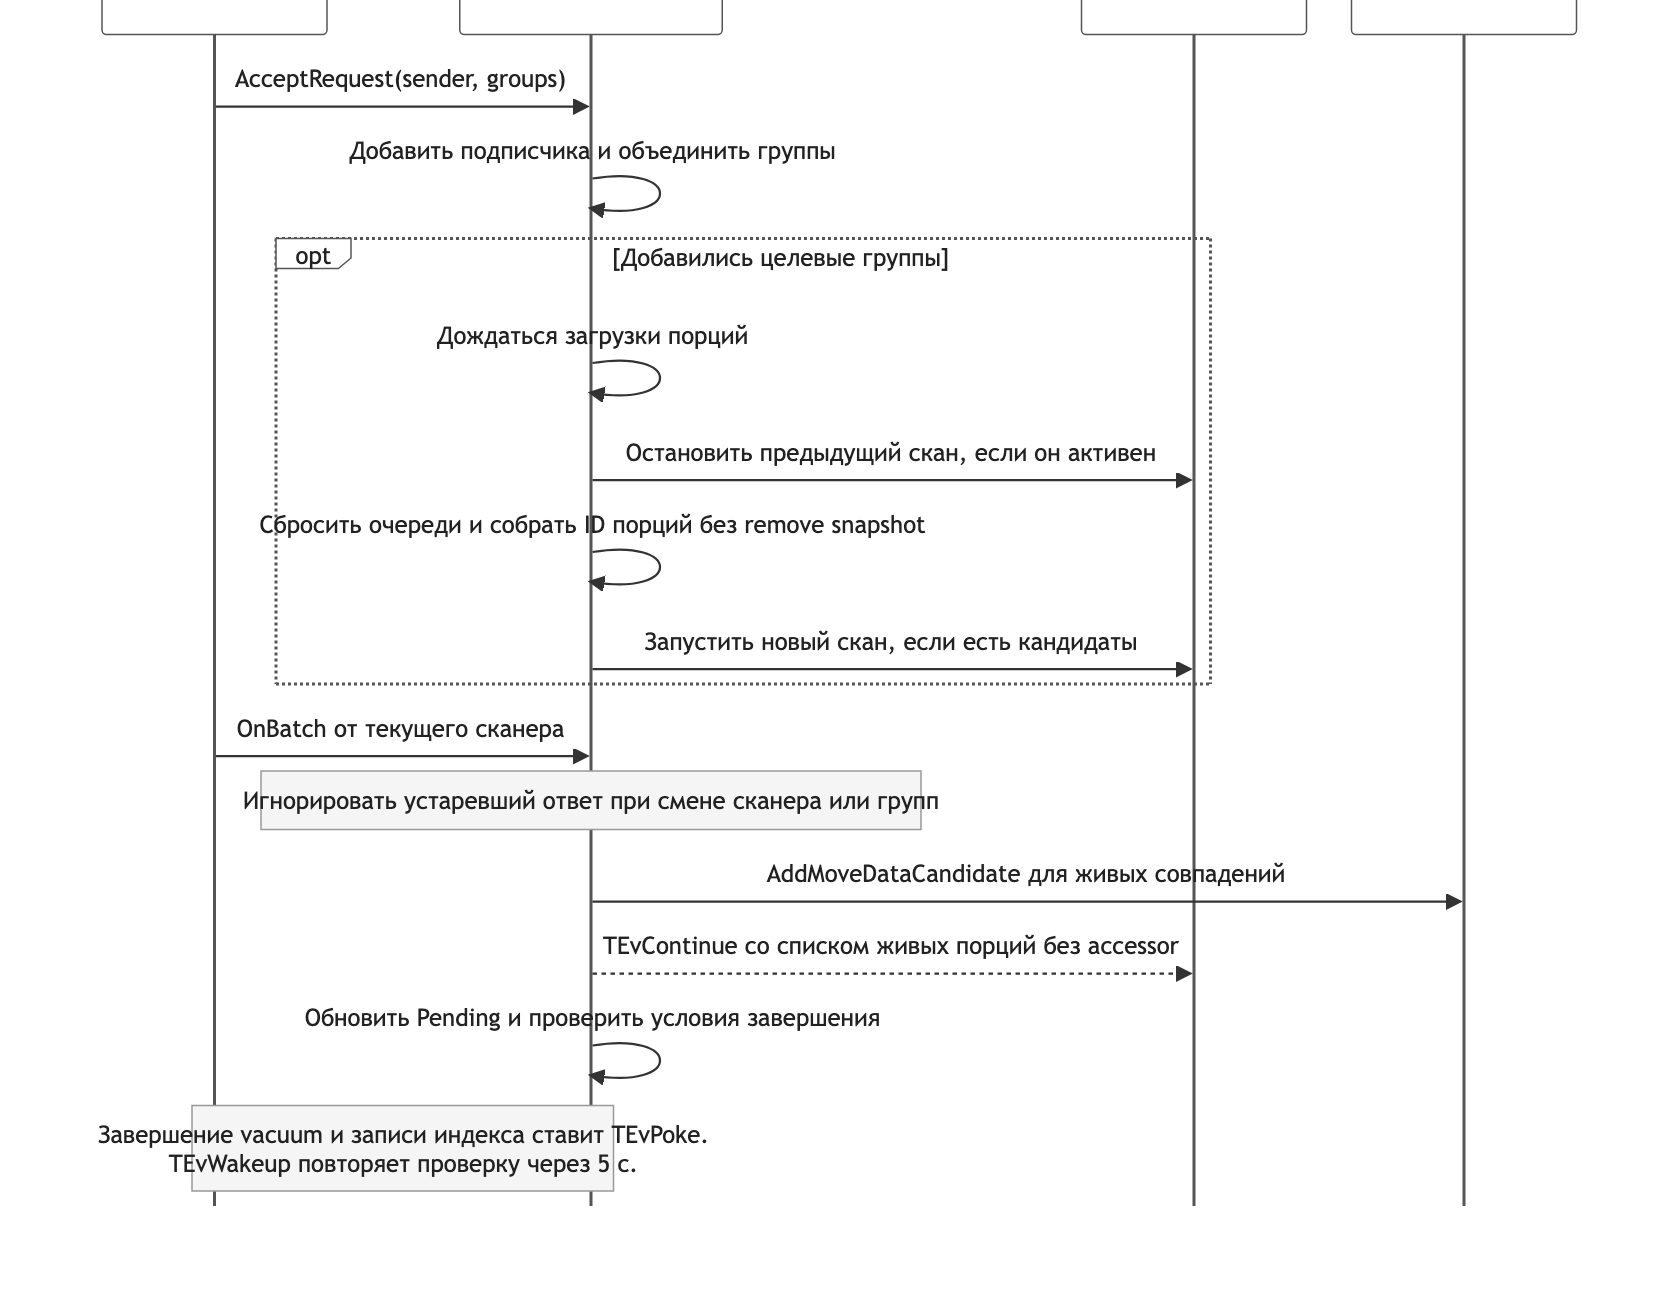 AcceptRequest(sender, groups)
Добавить подписчика и объединить группы
opt
[Добавились целевые группы]
Дождаться загрузки порций
Остановить предыдущий скан, если он активен
Сбросить очереди и собрать ID порций без remove snapshot
Запустить новый скан, если есть кандидаты
OnBatch от текущего сканера
Игнорировать устаревший ответ при смене сканера или групп
AddMoveDataCandidate для живых совпадений
TEvContinue со списком живых порций без accessor
Обновить Pending и проверить условия завершения
Завершение vacuum и записи индекса ставит TEvPoke.
TEvWakeup повторяет проверку через 5 с.